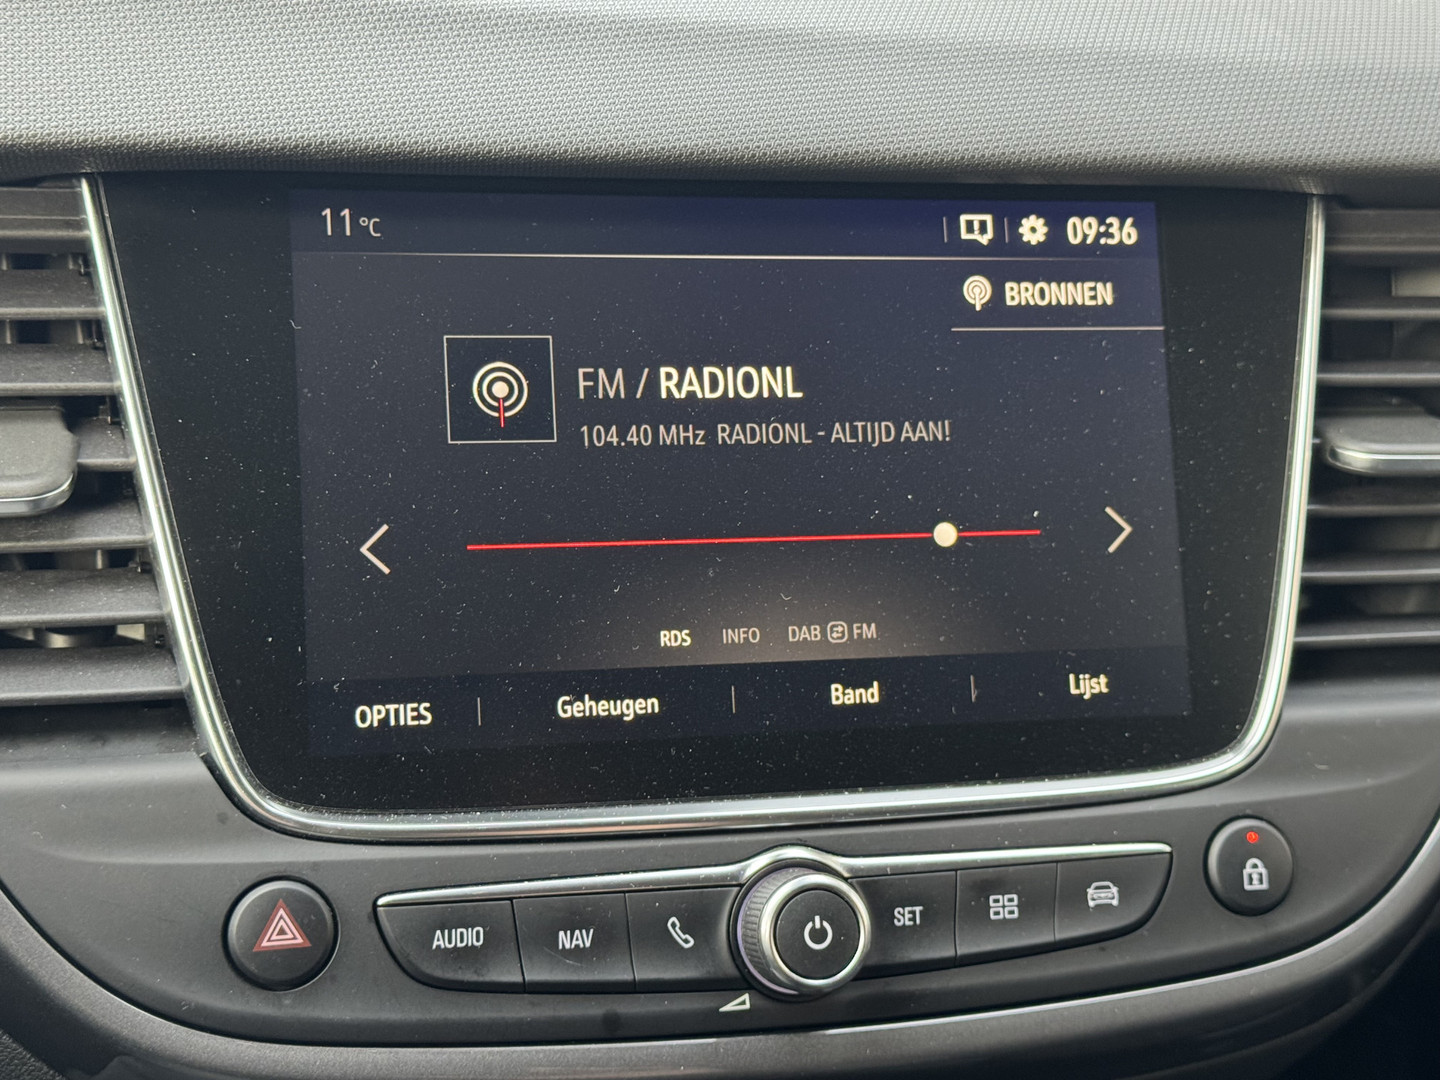 11 °C
09:36
BRONNEN
FM / RADIONL
104.40 MHz RADIONL - ALTIJD AAN!
RDS INFO DAB FM
OPTIES Geheugen Band Lijst
AUDIO NAV SET